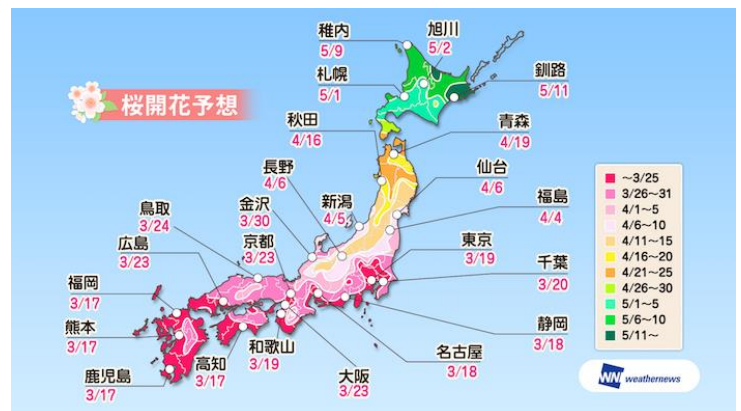 桜開花予想
稚内
5/9
旭川
5/2
札幌
5/1
釧路
5/11
秋田
4/16
青森
4/19
長野
4/6
仙台
4/6
金沢
3/30
新潟
4/5
福島
4/4
鳥取
3/24
広島
3/23
京都
3/23
東京
3/19
千葉
3/20
福岡
3/17
熊本
3/17
鹿児島
3/17
高知
3/17
和歌山
3/19
大阪
3/23
名古屋
3/18
静岡
3/18
~3/25
3/26~31
4/1~5
4/6~10
4/11~15
4/16~20
4/21~25
4/26~30
5/1~5
5/6~10
5/11~
WN weathernews